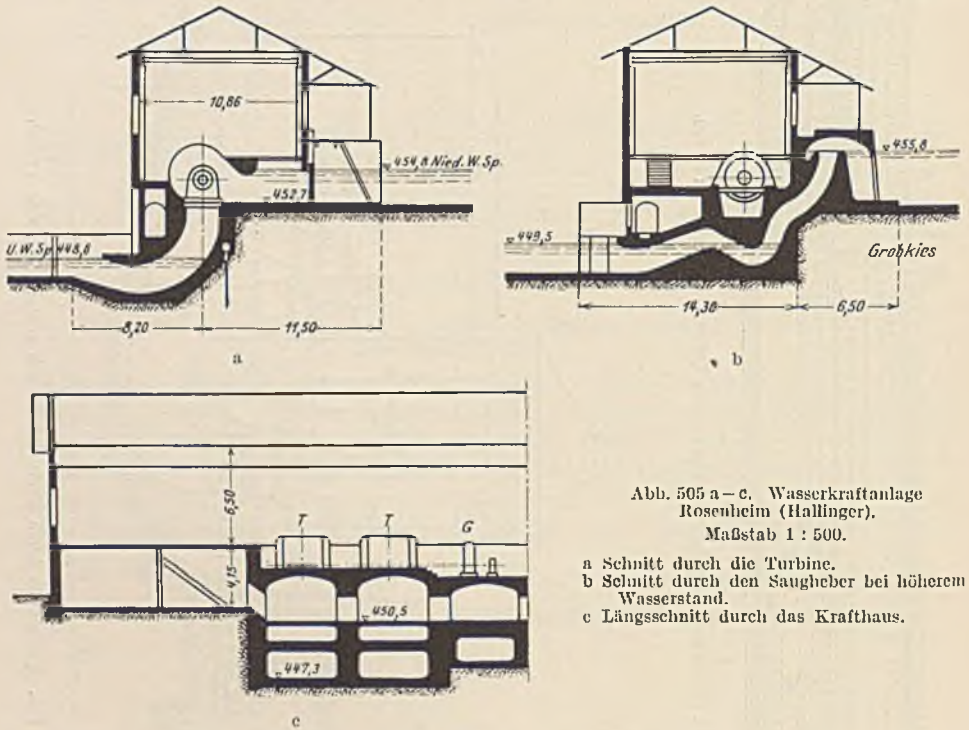 10,86
454,8 Nied. W. Sp.
452,7
U.W. Sp. 448,8
8,20
11,50
a
455,8
449,5
Grobkies
14,30
6,50
b
6,50
T
T
G
4,15
450,5
447,3
c
Abb. 505 a—c. Wasserkraftanlage
Rosenheim (Hallinger).
Maßstab 1 : 500.
a Schnitt durch die Turbine.
b Schnitt durch den Saugheber bei höherem
Wasserstand.
c Längsschnitt durch das Krafthaus.